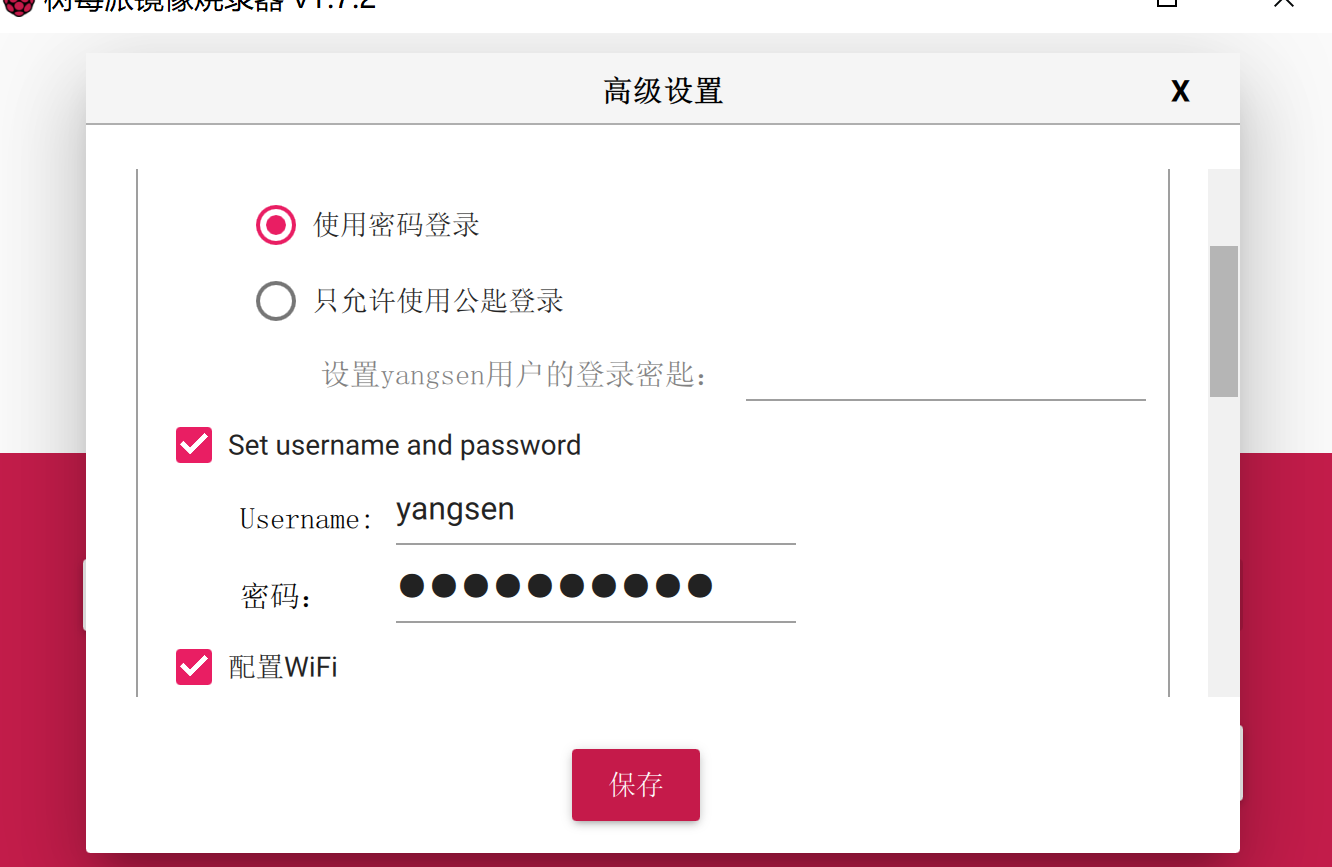 树莓派镜像烧录器 v1.7.2
高级设置 X
使用密码登录
只允许使用公匙登录
设置yangsen用户的登录密匙：
Set username and password
Username: yangsen
密码： ●●●●●●●●●●
配置WiFi
保存